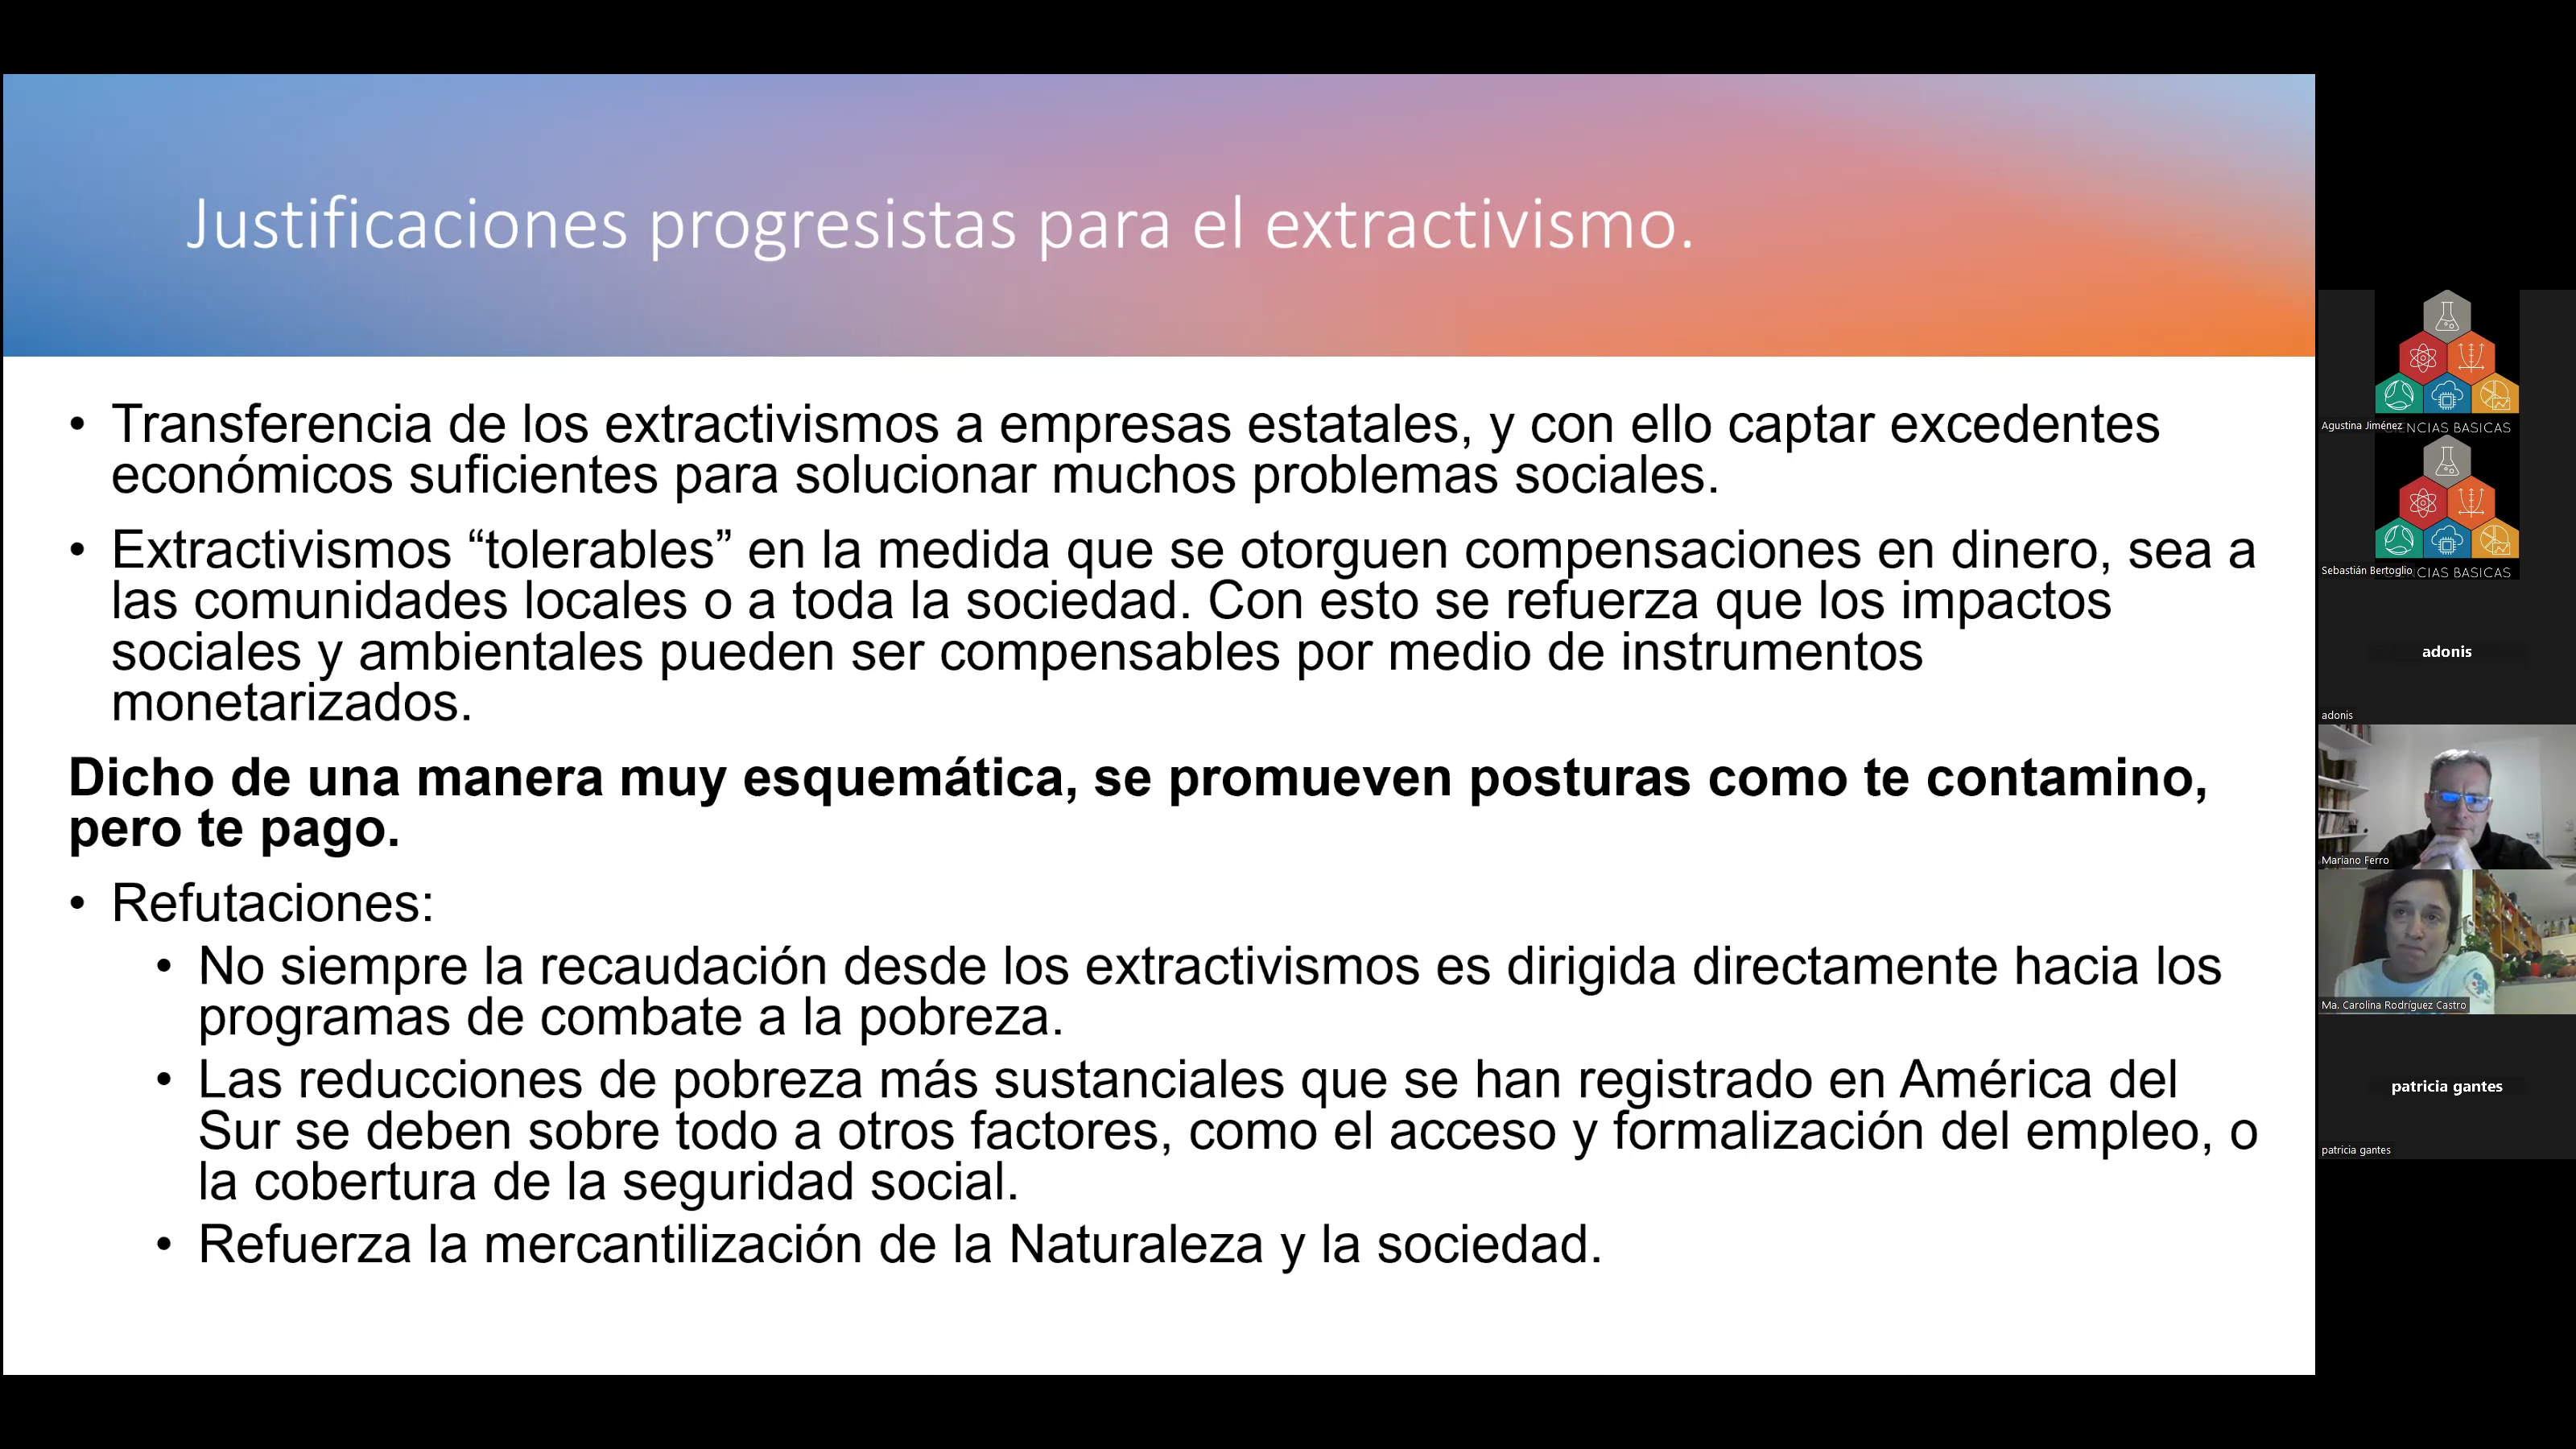 Justificaciones progresistas para el extractivismo.
• Transferencia de los extractivismos a empresas estatales, y con ello captar excedentes
económicos suficientes para solucionar muchos problemas sociales.
• Extractivismos “tolerables” en la medida que se otorguen compensaciones en dinero, sea a
las comunidades locales o a toda la sociedad. Con esto se refuerza que los impactos
sociales y ambientales pueden ser compensables por medio de instrumentos
monetarizados.
Dicho de una manera muy esquemática, se promueven posturas como te contamino,
pero te pago.
• Refutaciones:
• No siempre la recaudación desde los extractivismos es dirigida directamente hacia los
programas de combate a la pobreza.
• Las reducciones de pobreza más sustanciales que se han registrado en América del
Sur se deben sobre todo a otros factores, como el acceso y formalización del empleo, o
la cobertura de la seguridad social.
• Refuerza la mercantilización de la Naturaleza y la sociedad.
Agustina Jiménez
NCIAS BASICAS
Sebastián Bertoglio
CIAS BASICAS
adonis
adonis
Mariano Ferro
Ma. Carolina Rodríguez Castro
patricia gantes
patricia gantes